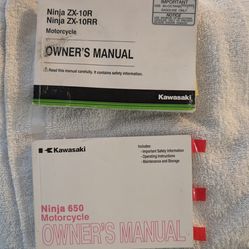 Ninja ZX-10R
Ninja ZX-10RR
Motorcycle
OWNER'S MANUAL
Read this manual carefully. It contains safety information.
IMPORTANT
NOTICE
Kawasaki
Kawasaki
Includes:
• Important Safety Information
• Operating Instructions
• Maintenance and Storage
Ninja 650
Motorcycle
OWNER'S MANUAL